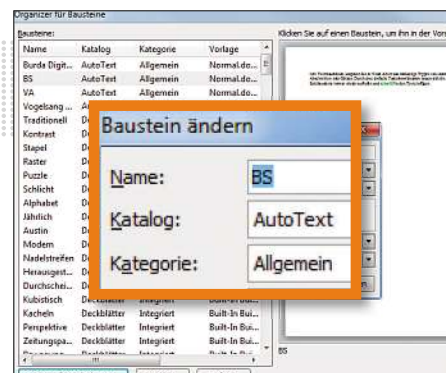 Organizer für Bausteine
Bausteine:
Klicken Sie auf einen Baustein, um ihn in der Vor
Name Katalog Kategorie Vorlage
Burda Digit... AutoText Allgemein Normal.do...
BS AutoText Allgemein Normal.do...
VA AutoText Allgemein Normal.do...
Vogelsang ...
Traditionell
Kontrast
Stapel
Raster
Puzzle
Schlicht
Alphabet
Jährlich
Austin
Modern
Nadelstreifen
Herausgest...
Durchschei...
Kubistisch Deckblätter Integriert Built-In Bui...
Kacheln Deckblätter Integriert Built-In Bui...
Perspektive Deckblätter Integriert Built-In Bui...
Zeitungspa... Deckblätter Integriert Built-In Bui...
Baustein ändern
Name: BS
Katalog: AutoText
Kategorie: Allgemein
BS